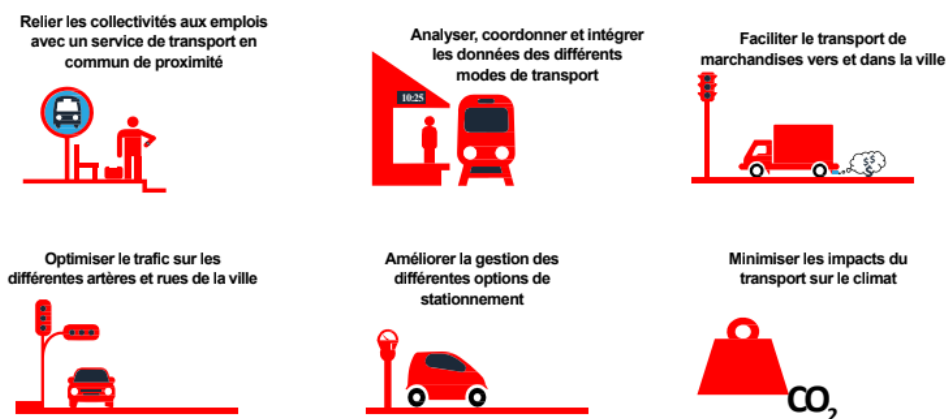 Relier les collectivités aux emplois
avec un service de transport en
commun de proximité
Analyser, coordonner et intégrer
les données des différents
modes de transport
10:25
Faciliter le transport de
marchandises vers et dans la ville
$ $
$
Optimiser le trafic sur les
différentes artères et rues de la ville
Améliorer la gestion des
différentes options de
stationnement
Minimiser les impacts du
transport sur le climat
CO₂